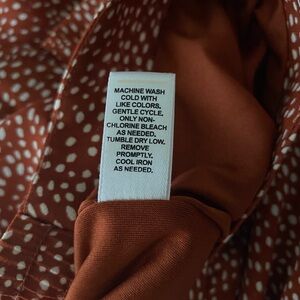 MACHINE WASH
COLD WITH
LIKE COLORS.
GENTLE CYCLE.
ONLY NON-
CHLORINE BLEACH
AS NEEDED.
TUMBLE DRY LOW.
REMOVE
PROMPTLY.
COOL IRON
AS NEEDED.